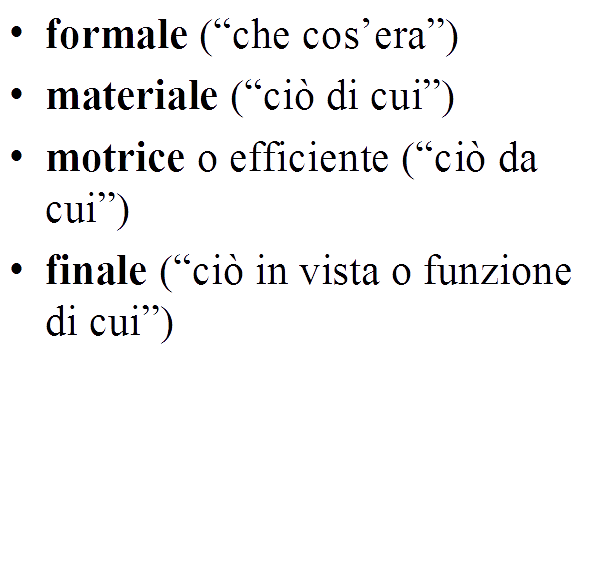 • formale (“che cos’era”)
• materiale (“ciò di cui”)
• motrice o efficiente (“ciò da
cui”)
• finale (“ciò in vista o funzione
di cui”)